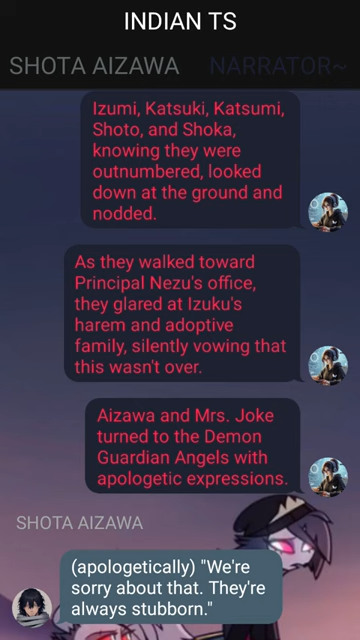 INDIAN TS
SHOTA AIZAWA NARRATOR~
Izumi, Katsuki, Katsumi,
Shoto, and Shoka,
knowing they were
outnumbered, looked
down at the ground and
nodded.
As they walked toward
Principal Nezu's office,
they glared at Izuku's
harem and adoptive
family, silently vowing that
this wasn't over.
Aizawa and Mrs. Joke
turned to the Demon
Guardian Angels with
apologetic expressions.
SHOTA AIZAWA
(apologetically) "We're
sorry about that. They're
always stubborn."